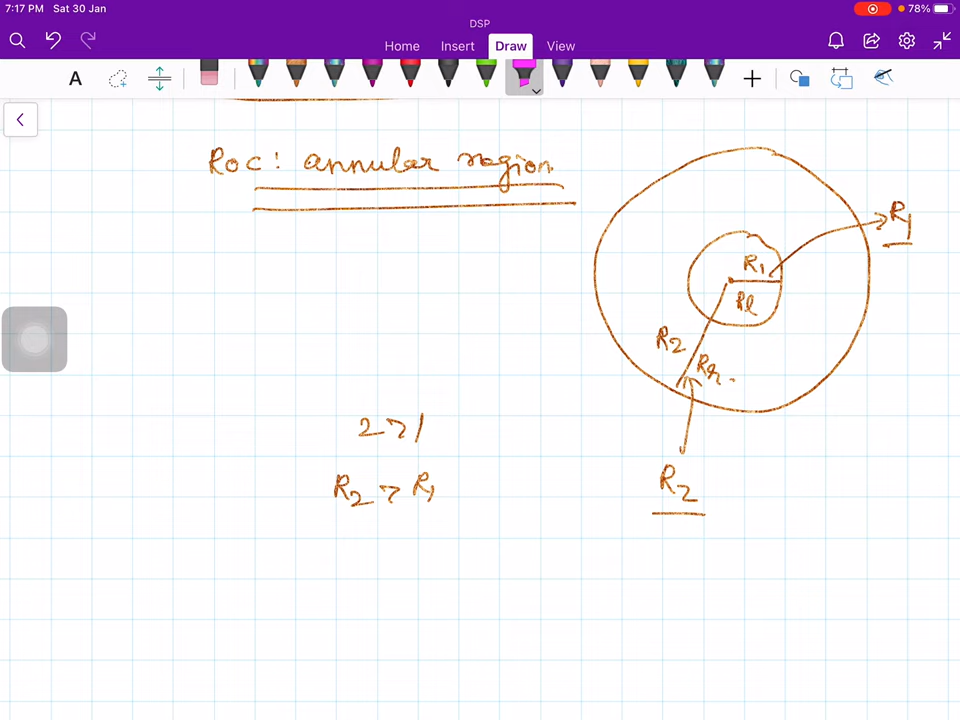 7:17 PM Sat 30 Jan
78%
DSP
Home Insert Draw View
A
ROC: annular region
R1
R1
Rl
R2
R2
2 > 1
R2 > R1